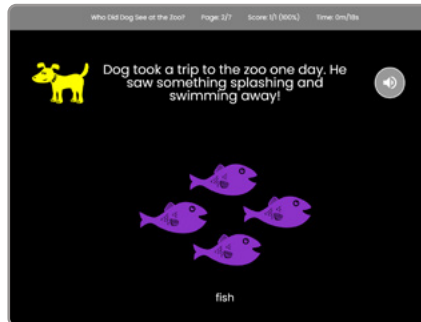 Who Did Dog See at the Zoo? Page: 2/7 Score: 1/1 (100%) Time: 0m/18s
Dog took a trip to the zoo one day. He
saw something splashing and
swimming away!
fish